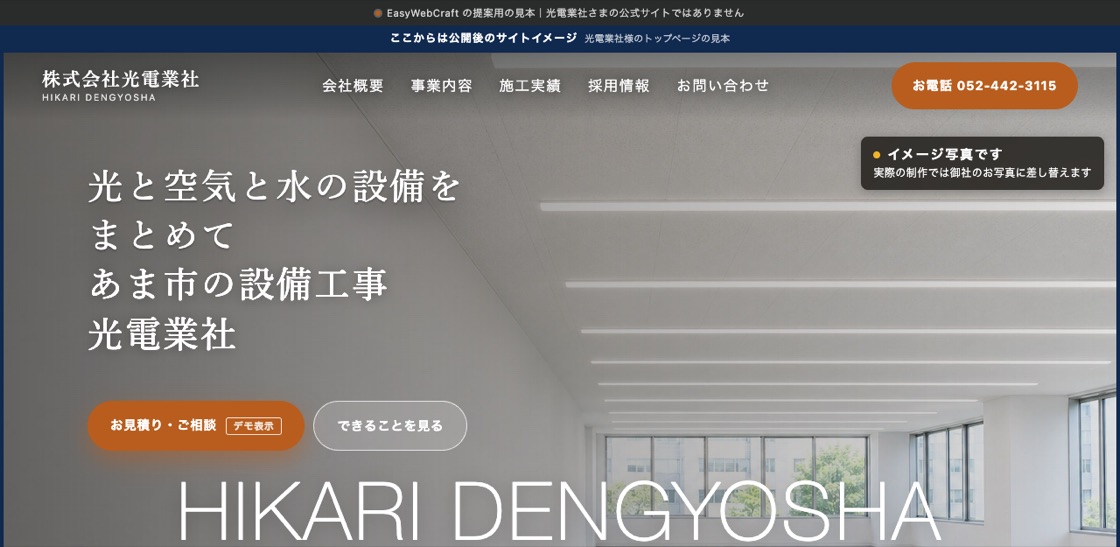 EasyWebCraft の提案用の見本｜光電業社さまの公式サイトではありません
ここからは公開後のサイトイメージ 光電業社様のトップページの見本
株式会社光電業社
HIKARI DENGYOSHA
会社概要 事業内容 施工実績 採用情報 お問い合わせ
お電話 052-442-3115
イメージ写真です
実際の制作では御社のお写真に差し替えます
光と空気と水の設備を
まとめて
あま市の設備工事
光電業社
お見積り・ご相談 デモ表示 できることを見る
HIKARI DENGYOSHA